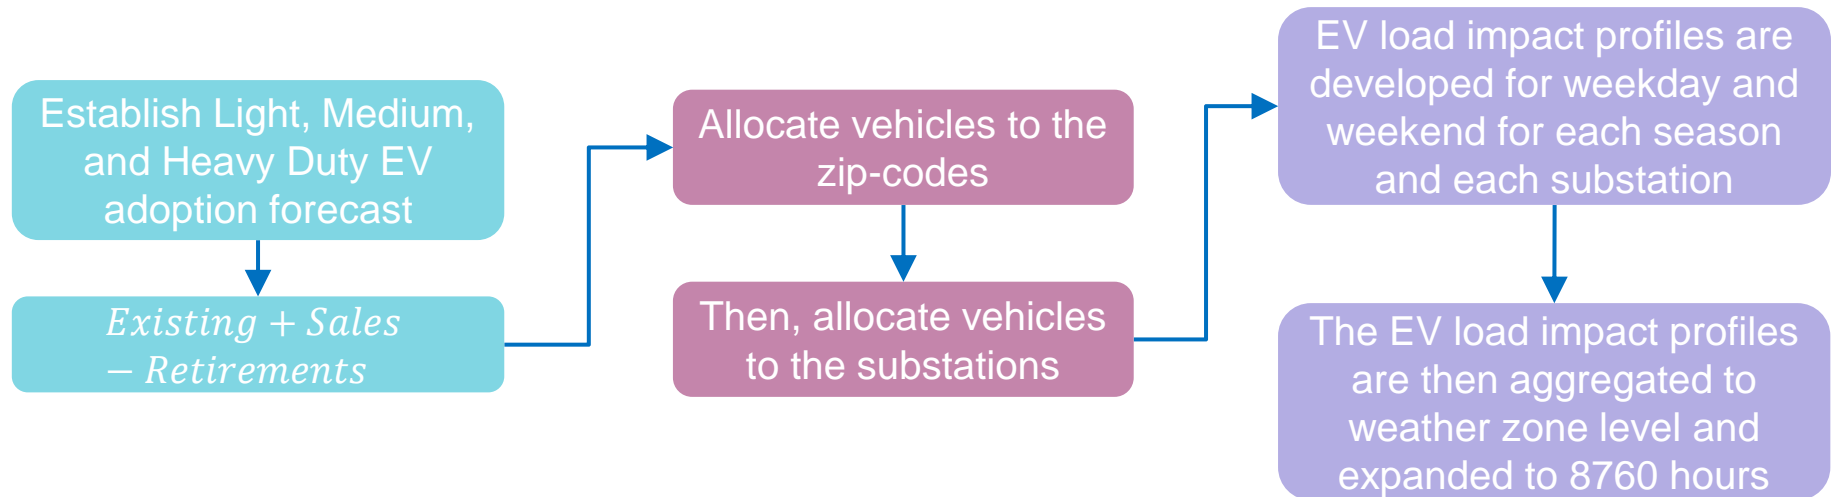 Establish Light, Medium,
and Heavy Duty EV
adoption forecast
Existing + Sales
− Retirements
Allocate vehicles to the
zip-codes
Then, allocate vehicles
to the substations
EV load impact profiles are
developed for weekday and
weekend for each season
and each substation
The EV load impact profiles
are then aggregated to
weather zone level and
expanded to 8760 hours